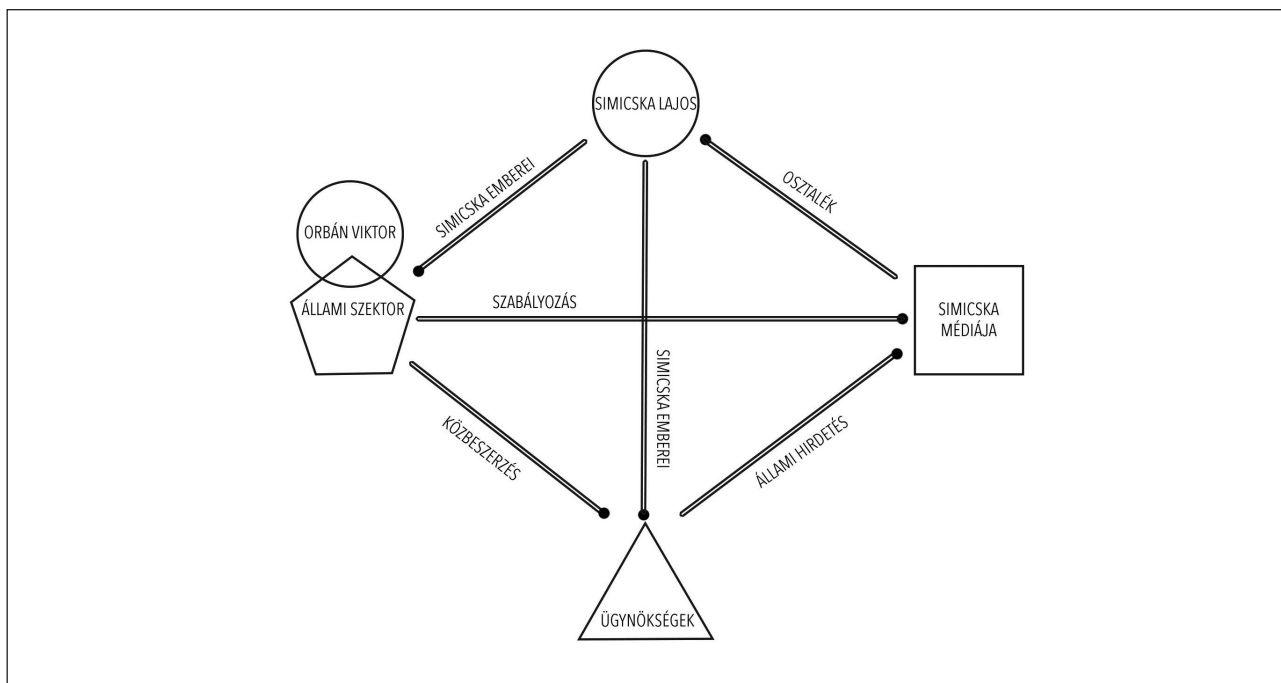 SIMICSKA LAJOS
SIMICSKA EMBEREI
OSZTALÉK
ORBÁN VIKTOR
ÁLLAMI SZEKTOR
SZABÁLYOZÁS
SIMICSKA
MÉDIÁJA
SIMICSKA EMBEREI
KÖZBESZERZÉS
ÁLLAMI HIRDETÉS
ÜGYNÖKSÉGEK